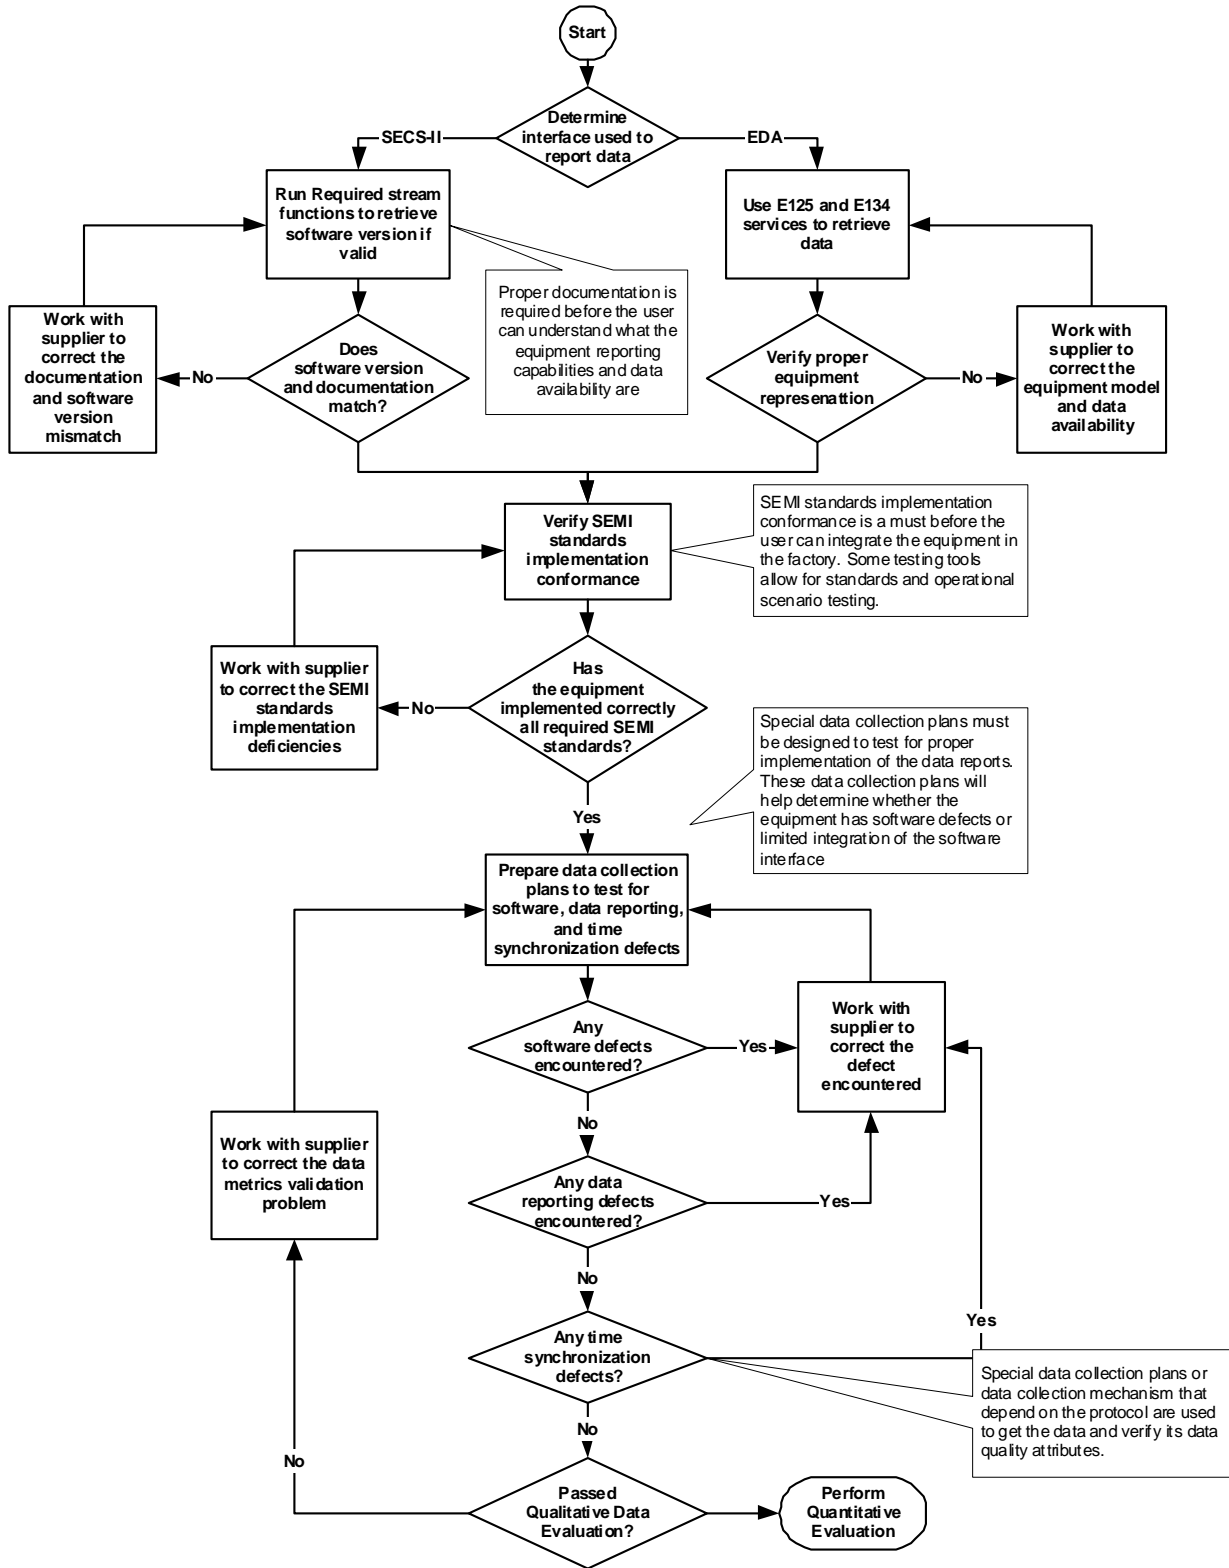 Start
Determine
interface used to
report data
SECS-II
EDA
Run Required stream
functions to retrieve
software version if
valid
Use E125 and E134
services to retrieve
data
Proper documentation is
required before the user
can understand what the
equipment reporting
capabilities and data
availability are
Work with
supplier to
correct the
documentation
and software
version
mismatch
No
Does
software version
and documentation
match?
Verify proper
equipment
represenation
No
Work with
supplier to
correct the
equipment model
and data
availability
Verify SEMI
standards
implementation
conformance
SEMI standards implementation
conformance is a must before the
user can integrate the equipment in
the factory. Some testing tools
allow for standards and operational
scenario testing.
Work with supplier
to correct the SEMI
standards
implementation
deficiencies
No
Has
the equipment
implemented correctly
all required SEMI
standards?
Special data collection plans must
be designed to test for proper
implementation of the data reports.
These data collection plans will
help determine whether the
equipment has software defects or
limited integration of the software
interface
Yes
Prepare data collection
plans to test for
software, data reporting,
and time
synchronization defects
Any
software defects
encountered?
Yes
Work with
supplier to
correct the
defect
encountered
No
Work with supplier
to correct the data
metrics validation
problem
Any data
reporting defects
encountered?
Yes
No
Any time
synchronization
defects?
Yes
Special data collection plans or
data collection mechanism that
depend on the protocol are used
to get the data and verify its data
quality attributes.
No
No
Passed
Qualitative Data
Evaluation?
Perform
Quantitative
Evaluation